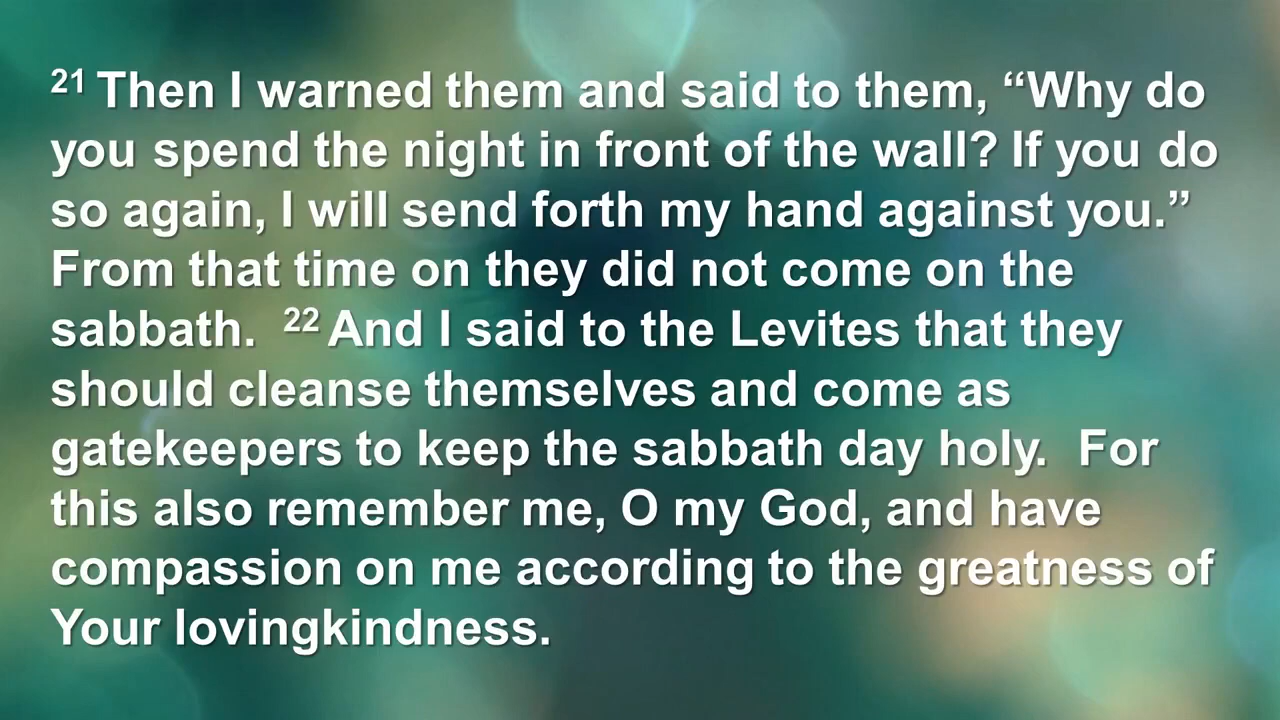 21 Then I warned them and said to them, “Why do
you spend the night in front of the wall? If you do
so again, I will send forth my hand against you.”
From that time on they did not come on the
sabbath.  22 And I said to the Levites that they
should cleanse themselves and come as
gatekeepers to keep the sabbath day holy.  For
this also remember me, O my God, and have
compassion on me according to the greatness of
Your lovingkindness.